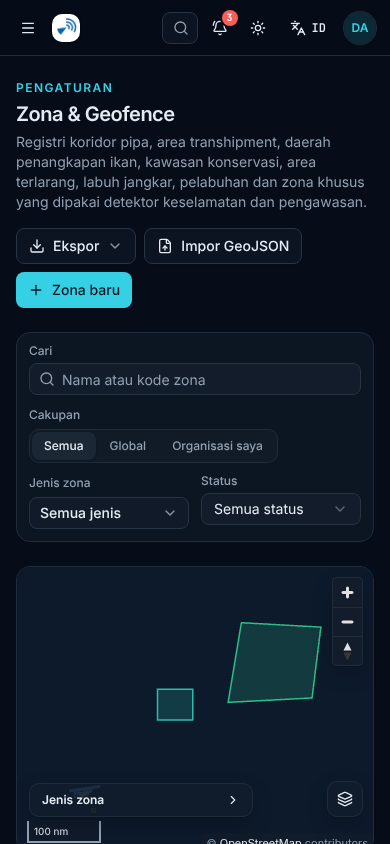 3
ID
DA
PENGATURAN
Zona & Geofence
Registri koridor pipa, area transhipment, daerah
penangkapan ikan, kawasan konservasi, area
terlarang, labuh jangkar, pelabuhan dan zona khusus
yang dipakai detektor keselamatan dan pengawasan.
Ekspor
Impor GeoJSON
Zona baru
Cari
Nama atau kode zona
Cakupan
Semua
Global
Organisasi saya
Jenis zona
Status
Semua jenis
Semua status
Jenis zona
100 nm
© OpenStreetMap contributors